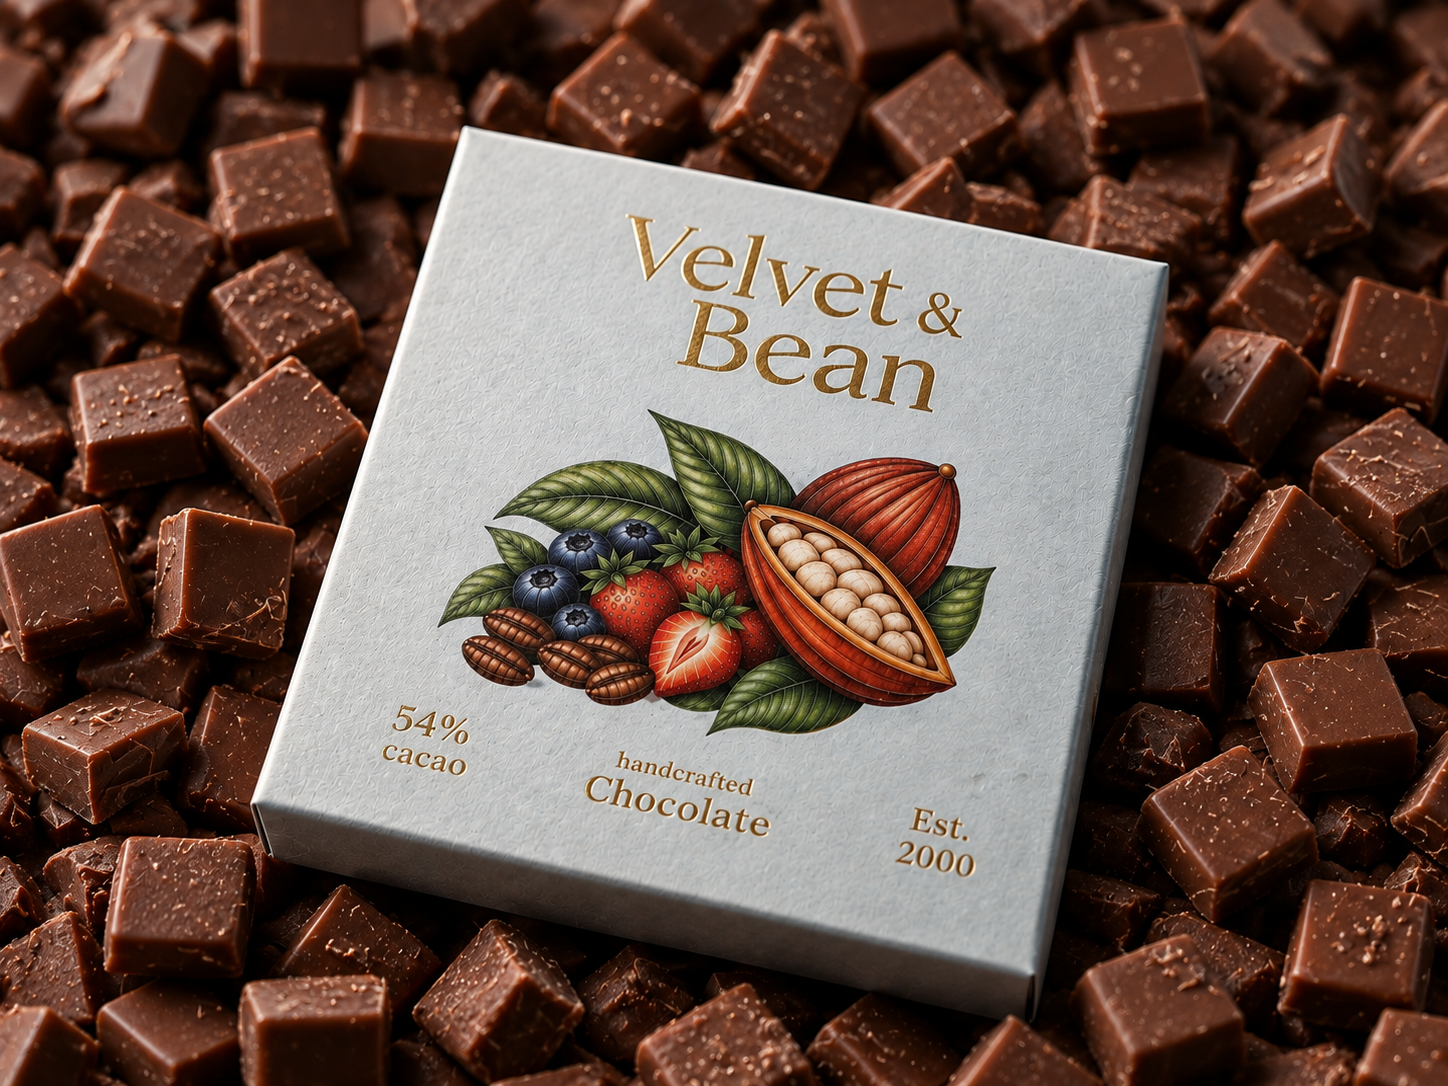 Velvet &
Bean
54%
cacao
handcrafted
Chocolate
Est.
2000